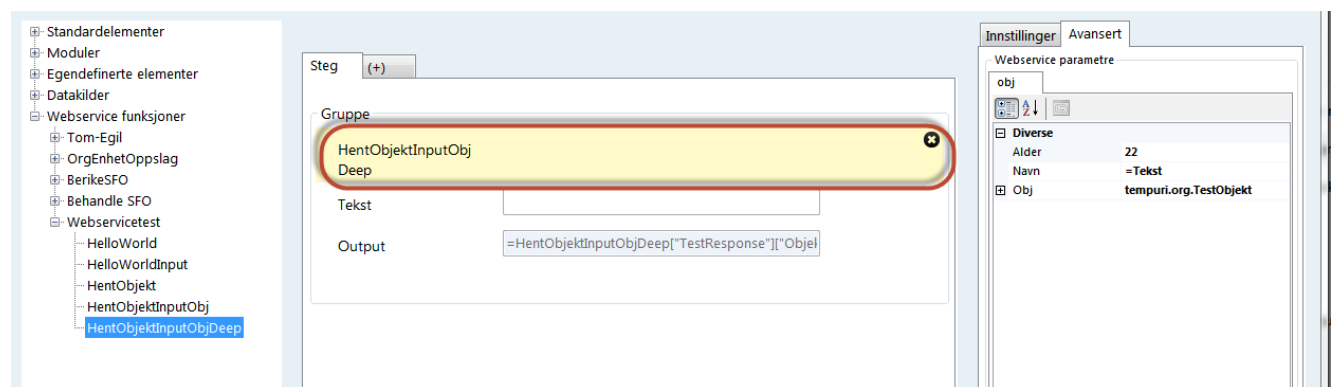 Standardelementer
Moduler
Egendefinerte elementer
Datakilder
Webservice funksjoner
Tom-Egil
OrgEnhetOppslag
BerikeSFO
Behandle SFO
Webservicetest
HelloWorld
HelloWorldInput
HentObjekt
HentObjektInputObj
HentObjektInputObjDeep
Steg (+)
Gruppe
HentObjektInputObj
Deep
Tekst
Output =HentObjektInputObjDeep["TestResponse"]["Objel
Innstillinger Avansert
Webservice parametre
obj
Diverse
Alder 22
Navn =Tekst
Obj tempuri.org.TestObjekt